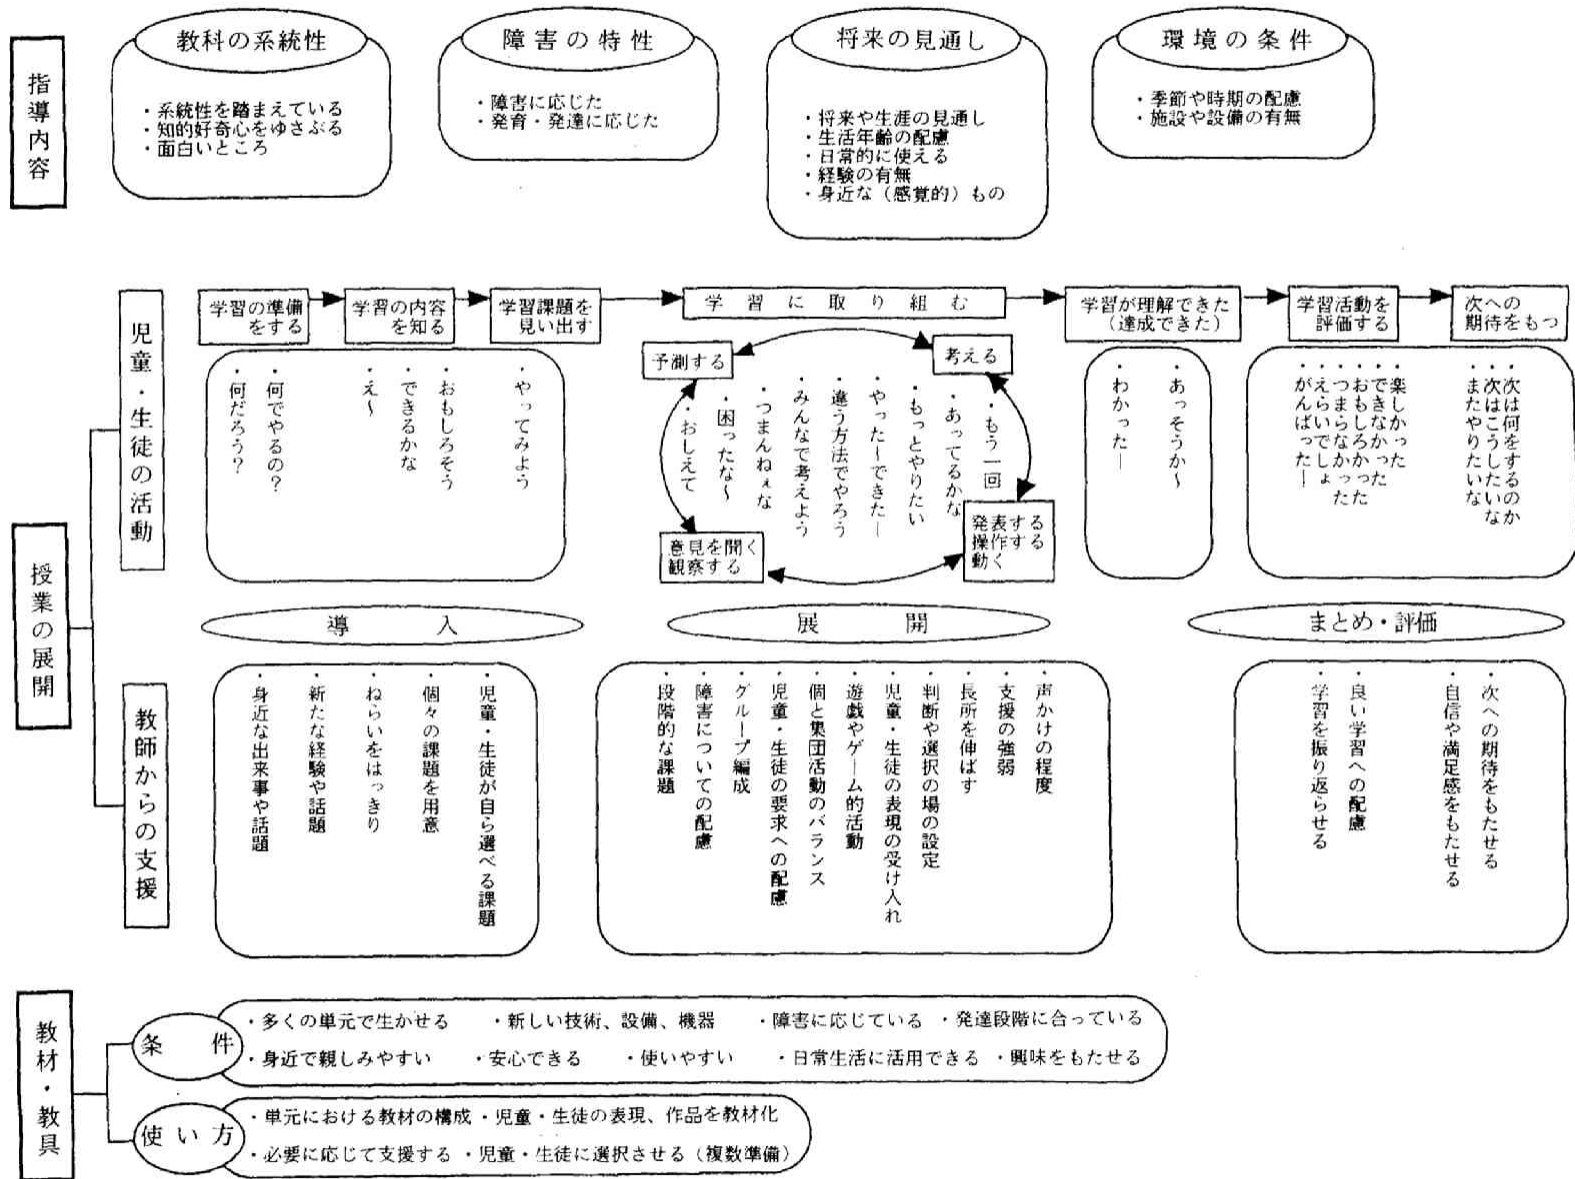 指導内容
教科の系統性
・系統性を踏まえている
・知的好奇心をゆさぶる
・面白いところ
障害の特性
・障害に応じた
・発育・発達に応じた
将来の見通し
・将来や生涯の見通し
・生活年齢の配慮
・日常的に使える
・経験の有無
・身近な（感覚的）もの
環境の条件
・季節や時期の配慮
・施設や設備の有無
授業の展開
児童・生徒の活動
学習の準備
をする
学習の内容
を知る
学習課題を
見い出す
学習に取り組む
学習が理解できた
（達成できた）
学習活動を
評価する
次への
期待をもつ
・何だろう？
・何でやるの？
・え〜
・できるかな
・おもしろそう
・やってみよう
予測する
考える
意見を聞く
観察する
発表する
操作する
動く
・おしえて
・困ったな〜
・つまんねぇな
・みんなで考えよう
・違う方法でやろう
・やった〜できたー
・もっとやりたい
・あってるかな
・もう一回
・わかったー
・あっそうか〜
・がんばったー
・えらいでしょ
・つまらなかった
・おもしろかった
・できなかった
・楽しかった
・またやりたいな
・次はこうしたいな
・次は何をするのか
導入
展開
まとめ・評価
教師からの支援
・身近な出来事や話題
・新たな経験や話題
・ねらいをはっきり
・個々の課題を用意
・児童・生徒が自ら選べる課題
・段階的な課題
・障害についての配慮
・グループ編成
・児童・生徒の要求への配慮
・個と集団活動のバランス
・遊戯やゲーム的活動
・児童・生徒の表現の受け入れ
・判断や選択の場の設定
・長所を伸ばす
・支援の強弱
・声かけの程度
・学習を振り返らせる
・良い学習への配慮
・自信や満足感をもたせる
・次への期待をもたせる
教材・教具
条件
・多くの単元で生かせる ・新しい技術、設備、機器 ・障害に応じている ・発達段階に合っている
・身近で親しみやすい ・安心できる ・使いやすい ・日常生活に活用できる ・興味をもたせる
使い方
・単元における教材の構成 ・児童・生徒の表現、作品を教材化
・必要に応じて支援する ・児童・生徒に選択させる（複数準備）